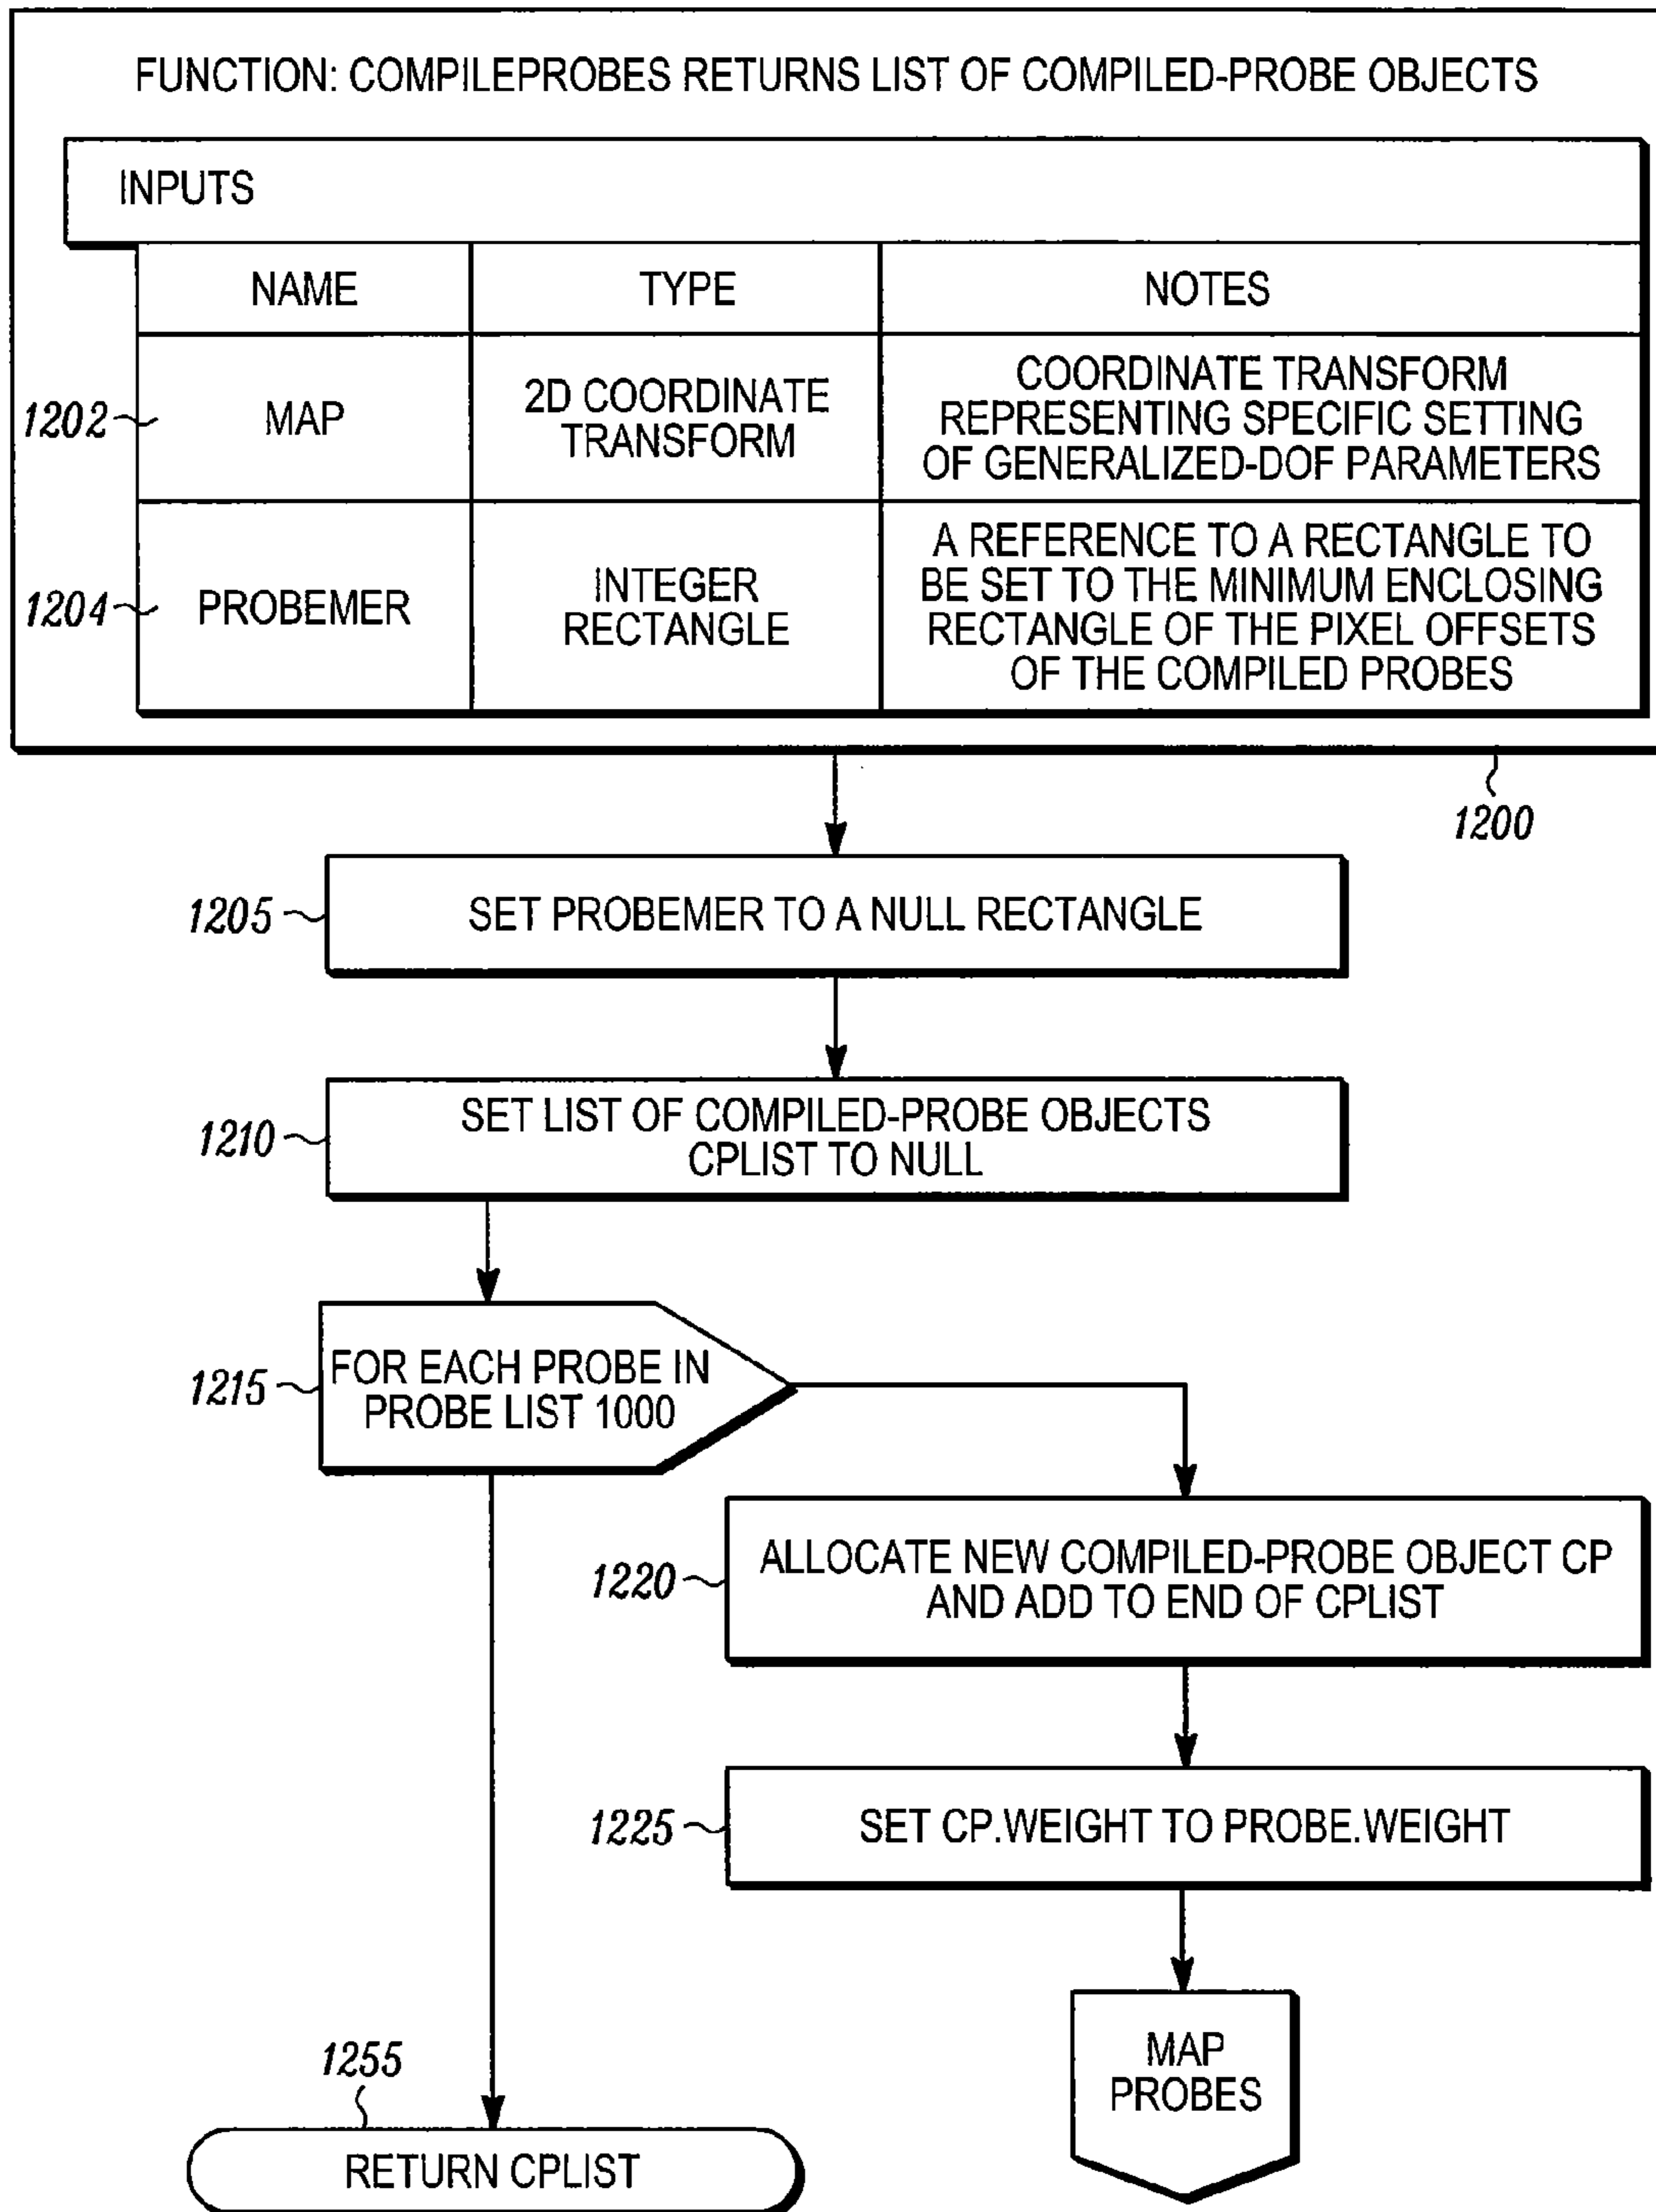 FUNCTION: COMPILEPROBES RETURNS LIST OF COMPILED-PROBE OBJECTS
INPUTS
NAME
TYPE
NOTES
1202
MAP
2D COORDINATE
TRANSFORM
COORDINATE TRANSFORM
REPRESENTING SPECIFIC SETTING
OF GENERALIZED-DOF PARAMETERS
1204
PROBEMER
INTEGER
RECTANGLE
A REFERENCE TO A RECTANGLE TO
BE SET TO THE MINIMUM ENCLOSING
RECTANGLE OF THE PIXEL OFFSETS
OF THE COMPILED PROBES
1200
1205
SET PROBEMER TO A NULL RECTANGLE
1210
SET LIST OF COMPILED-PROBE OBJECTS
CPLIST TO NULL
1215
FOR EACH PROBE IN
PROBE LIST 1000
1220
ALLOCATE NEW COMPILED-PROBE OBJECT CP
AND ADD TO END OF CPLIST
1225
SET CP.WEIGHT TO PROBE.WEIGHT
MAP
PROBES
1255
RETURN CPLIST